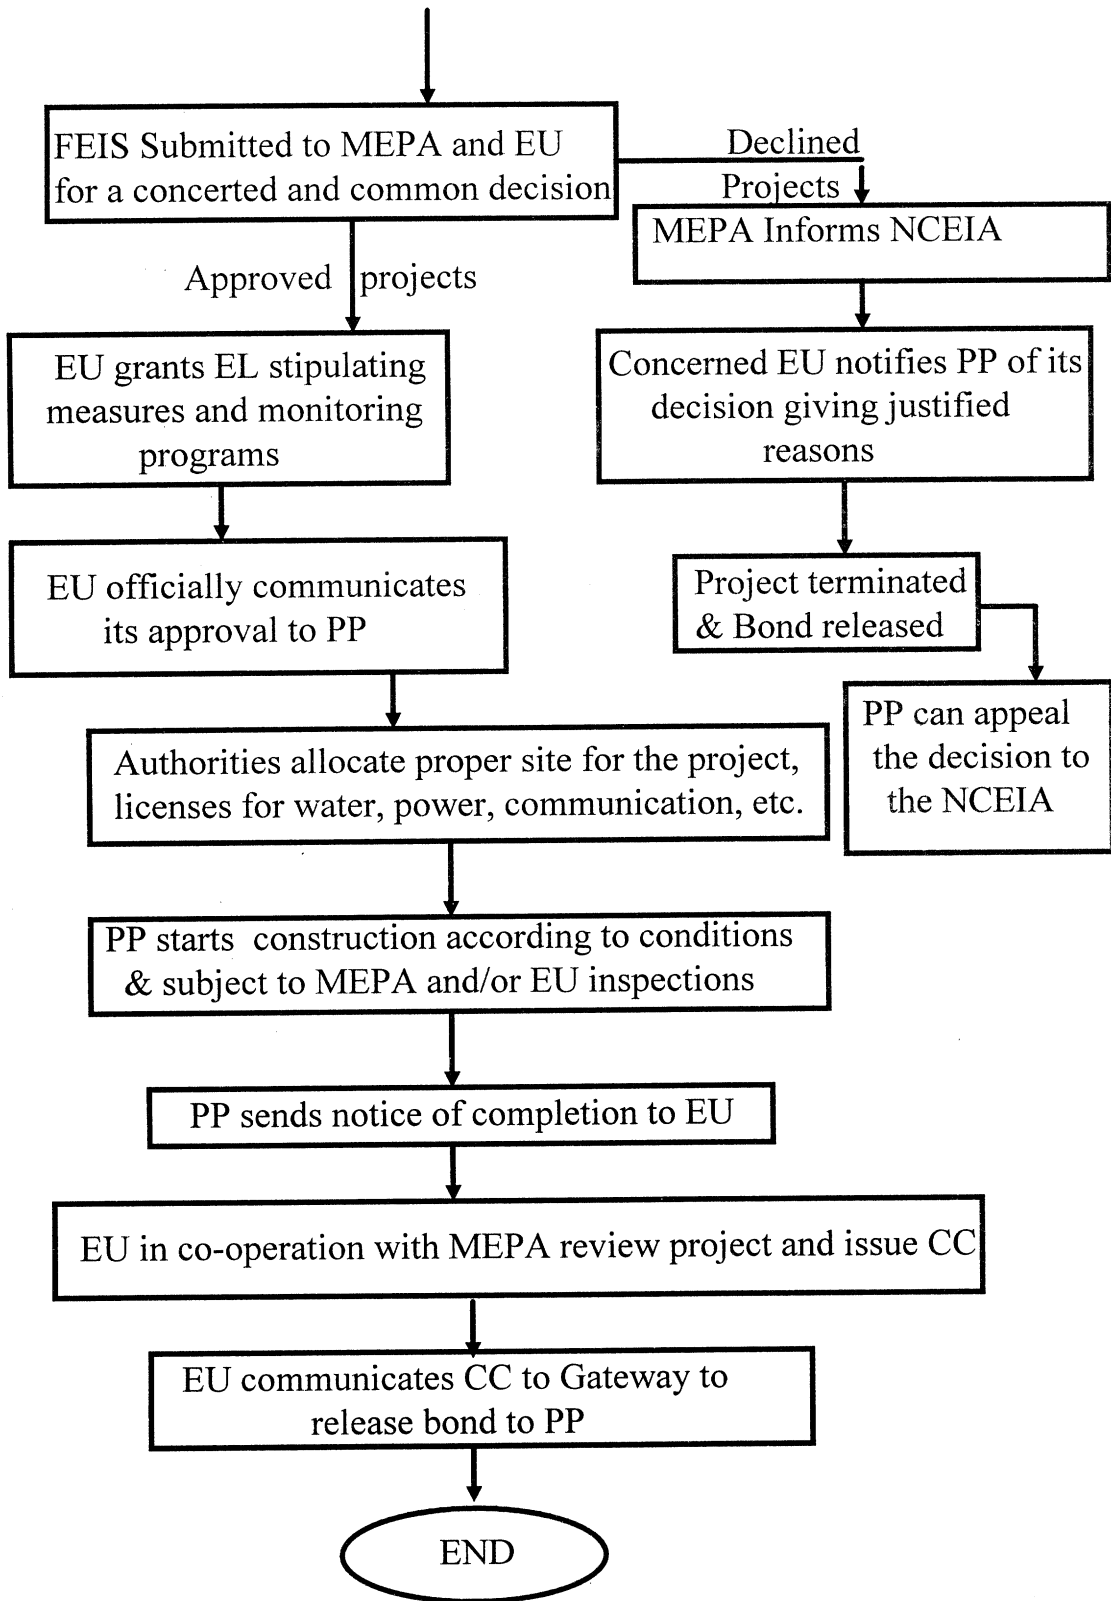 FEIS Submitted to MEPA and EU
for a concerted and common decision
Declined
Projects
MEPA Informs NCEIA
Approved projects
EU grants EL stipulating
measures and monitoring
programs
Concerned EU notifies PP of its
decision giving justified
reasons
EU officially communicates
its approval to PP
Project terminated
& Bond released
PP can appeal
the decision to
the NCEIA
Authorities allocate proper site for the project,
licenses for water, power, communication, etc.
PP starts construction according to conditions
& subject to MEPA and/or EU inspections
PP sends notice of completion to EU
EU in co-operation with MEPA review project and issue CC
EU communicates CC to Gateway to
release bond to PP
END